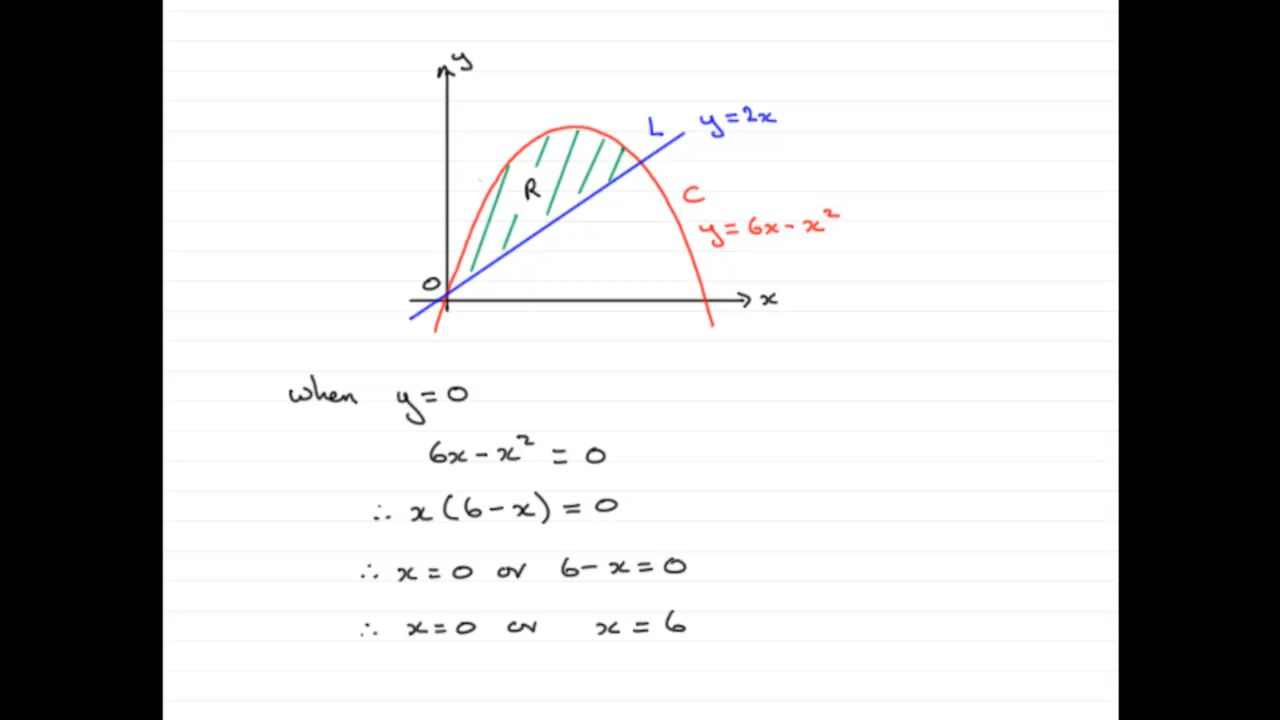 y
L y=2x
R
C
y = 6x - x²
O
x
when y = 0
6x - x² = 0
∴ x (6 - x) = 0
∴ x = 0 or 6 - x = 0
∴ x = 0 or x = 6